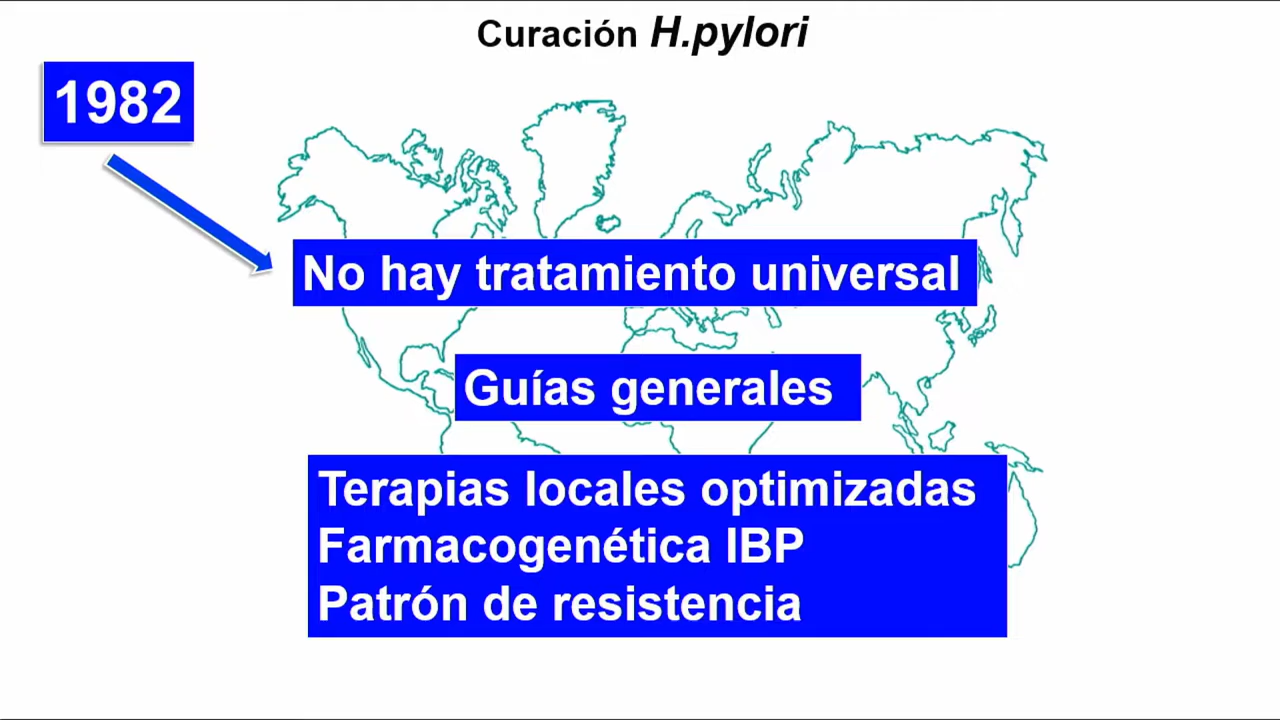 Curación H.pylori
1982
No hay tratamiento universal
Guías generales
Terapias locales optimizadas
Farmacogenética IBP
Patrón de resistencia